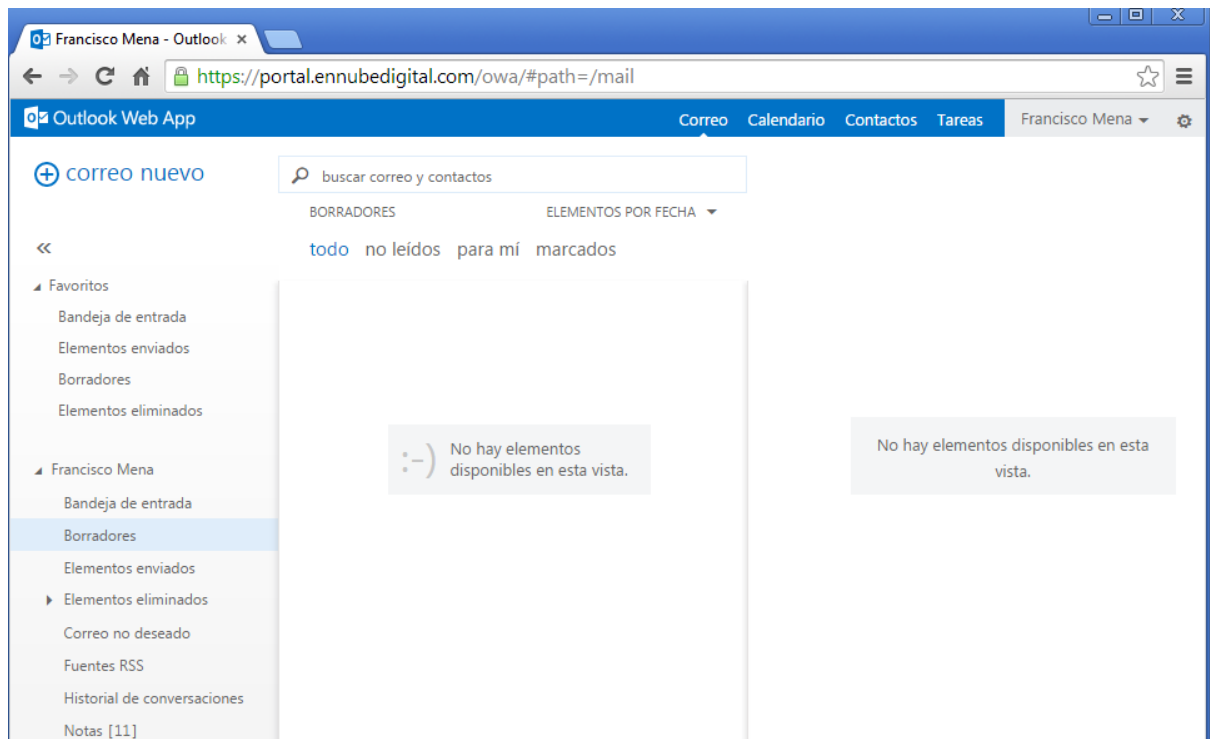 Francisco Mena - Outlook
https://portal.ennubedigital.com/owa/#path=/mail
Outlook Web App
Correo Calendario Contactos Tareas Francisco Mena
correo nuevo
buscar correo y contactos
BORRADORES ELEMENTOS POR FECHA
todo no leídos para mí marcados
Favoritos
Bandeja de entrada
Elementos enviados
Borradores
Elementos eliminados
Francisco Mena
Bandeja de entrada
Borradores
Elementos enviados
Elementos eliminados
Correo no deseado
Fuentes RSS
Historial de conversaciones
Notas [11]
:-)
No hay elementos
disponibles en esta vista.
No hay elementos disponibles en esta
vista.